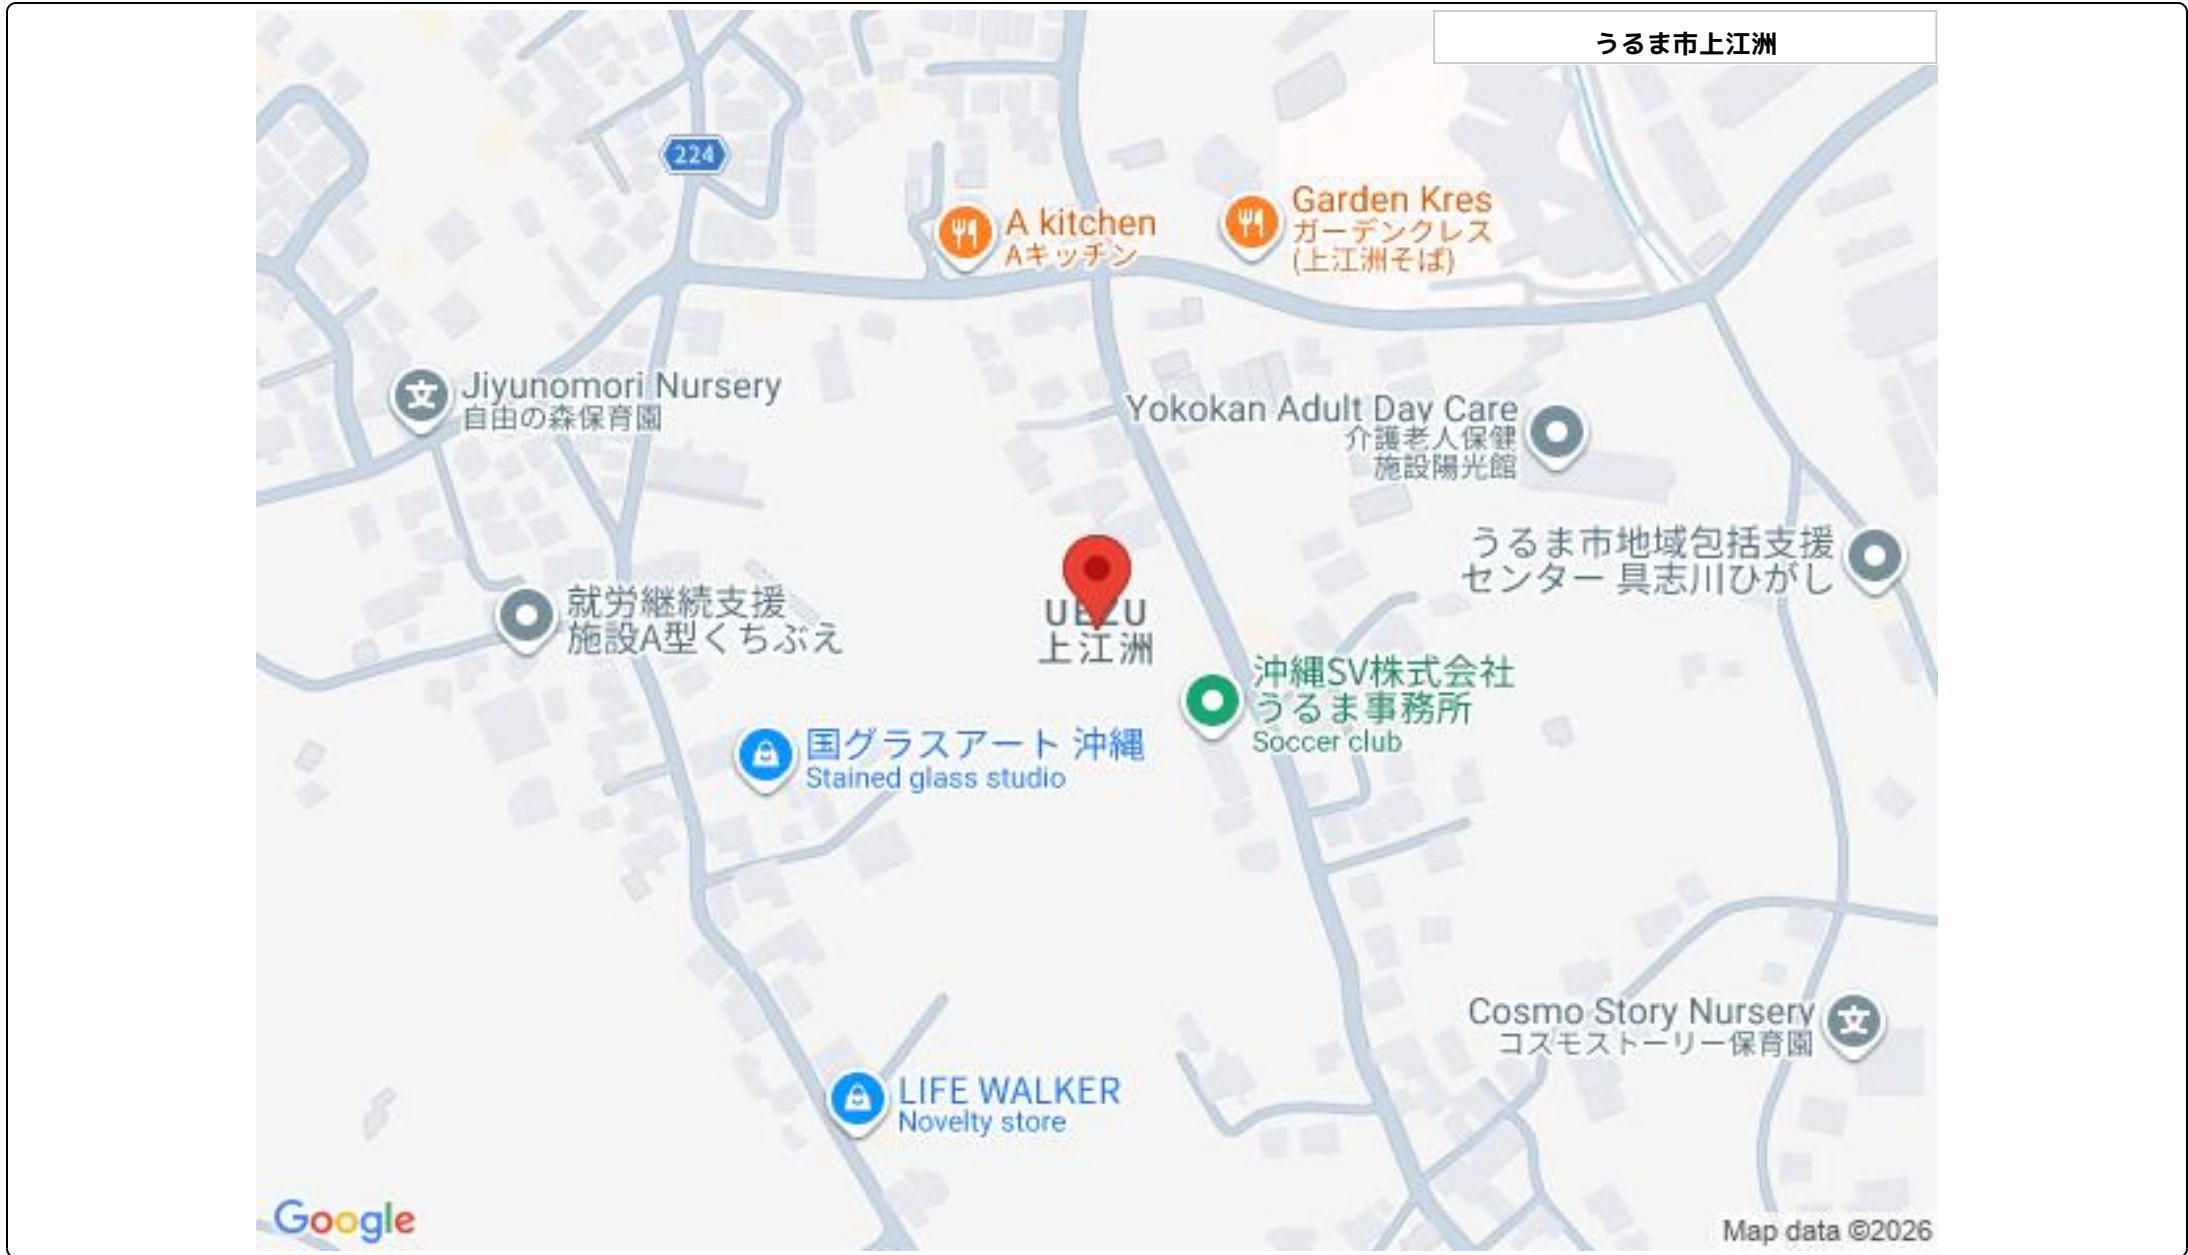 うるま市上江洲
224
A kitchen
Aキッチン
Garden Kres
ガーデンクレス
(上江洲そば)
Jiyunomori Nursery
自由の森保育園
Yokokan Adult Day Care
介護老人保健
施設陽光館
うるま市地域包括支援
センター 具志川ひがし
就労継続支援
施設A型くちぶえ
UEZU
上江洲
沖縄SV株式会社
うるま事務所
Soccer club
国グラスアート 沖縄
Stained glass studio
Cosmo Story Nursery
コスモストーリー保育園
LIFE WALKER
Novelty store
Google
Map data ©2026